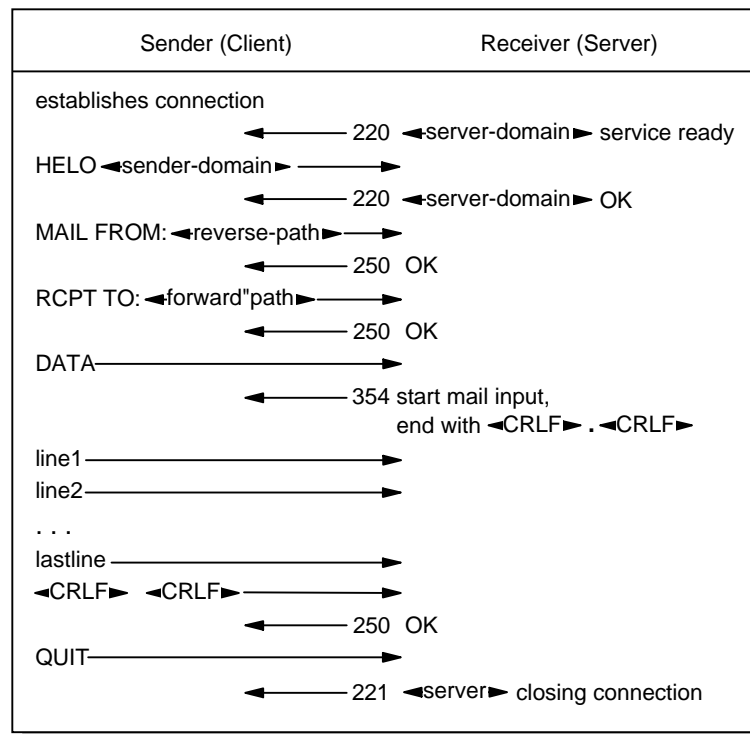 Sender (Client) Receiver (Server)
establishes connection
220 ◄server-domain► service ready
HELO ◄sender-domain►
220 ◄server-domain► OK
MAIL FROM: ◄reverse-path►
250 OK
RCPT TO: ◄forward"path►
250 OK
DATA
354 start mail input,
end with ◄CRLF► . ◄CRLF►
line1
line2
. . .
lastline
◄CRLF► ◄CRLF►
250 OK
QUIT
221 ◄server► closing connection